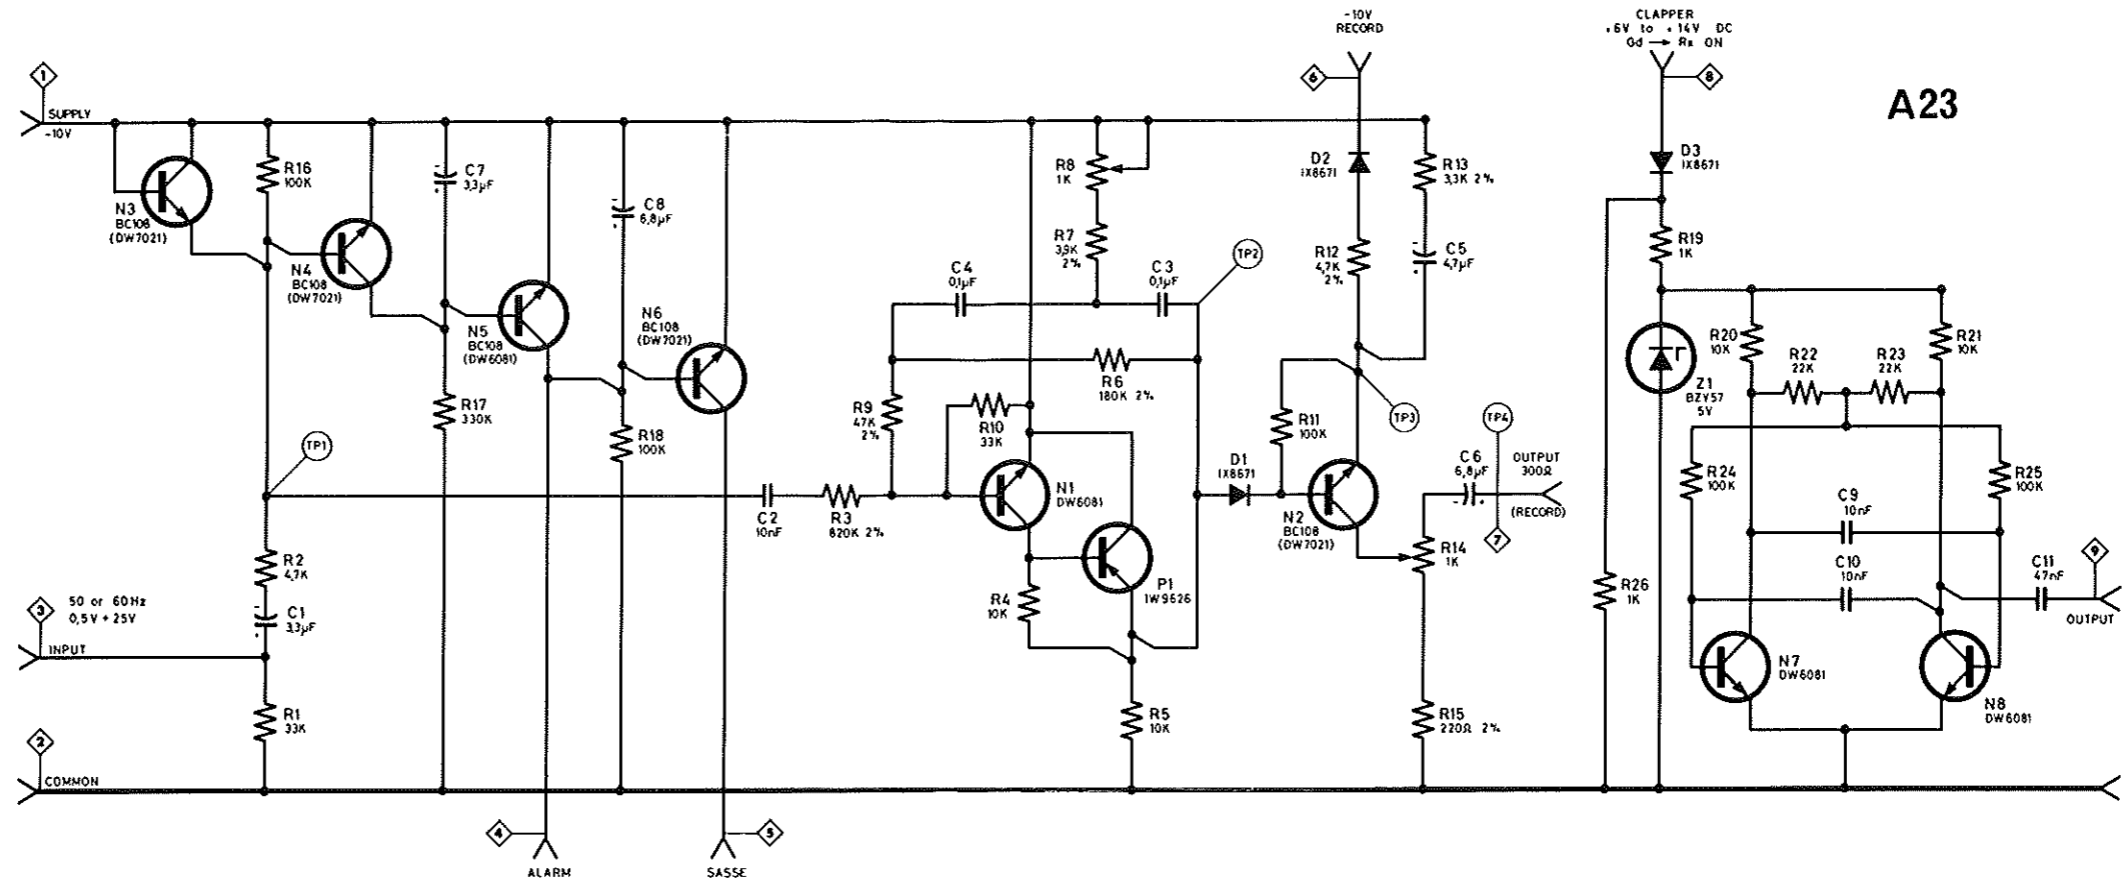 -10V
RECORD
CLAPPER
+6V to +14V DC
Gd → Rx ON
A23
1
SUPPLY
-10V
6
8
R16
100K
C7
3,3µF
N3
BC108
(DW7021)
C8
6,8µF
N4
BC108
(DW7021)
N5
BC108
(DW6081)
N6
BC108
(DW7021)
R17
330K
R18
100K
TP1
R8
1K
R7
3,9K
2%
C4
0,1µF
C3
0,1µF
TP2
R6
180K 2%
R9
47K
2%
R10
33K
N1
DW6081
C2
10nF
R3
820K 2%
R4
10K
P1
1W9626
R5
10K
D2
1X8671
R13
3,3K 2%
R12
4,7K
2%
C5
4,7µF
TP3
R11
100K
D1
1X8671
N2
BC108
(DW7021)
TP4
C6
6,8µF
OUTPUT
300Ω
(RECORD)
7
R14
1K
R15
220Ω 2%
D3
1X8671
R19
1K
Z1
BZY57
5V
R20
10K
R21
10K
R22
22K
R23
22K
R24
100K
R25
100K
C9
10nF
C10
10nF
C11
47nF
9
OUTPUT
R26
1K
N7
DW6081
N8
DW6081
R2
4,7K
C1
3,3µF
3
50 or 60Hz
0,5V ÷ 25V
INPUT
R1
33K
2
COMMON
4
ALARM
5
SASSE